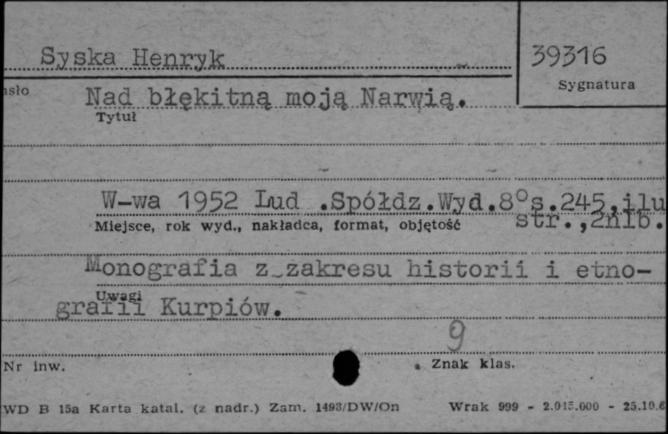 Syska Henryk
39316
Sygnatura
asło
Nad błękitną moją Narwią.
Tytuł
W-wa 1952 Lud .Spółdz.Wyd.8°s.245,ilu
str.,2nlb.
Miejsce, rok wyd., nakładca, format, objętość
Monografia z zakresu historii i etno-
Uwagi
grafii Kurpiów.
9
Nr inw.
Znak klas.
WD B 15a Karta katal. (z nadr.) Zam. 1493/DW/On Wrak 999 - 2.015.000 - 25.10.6